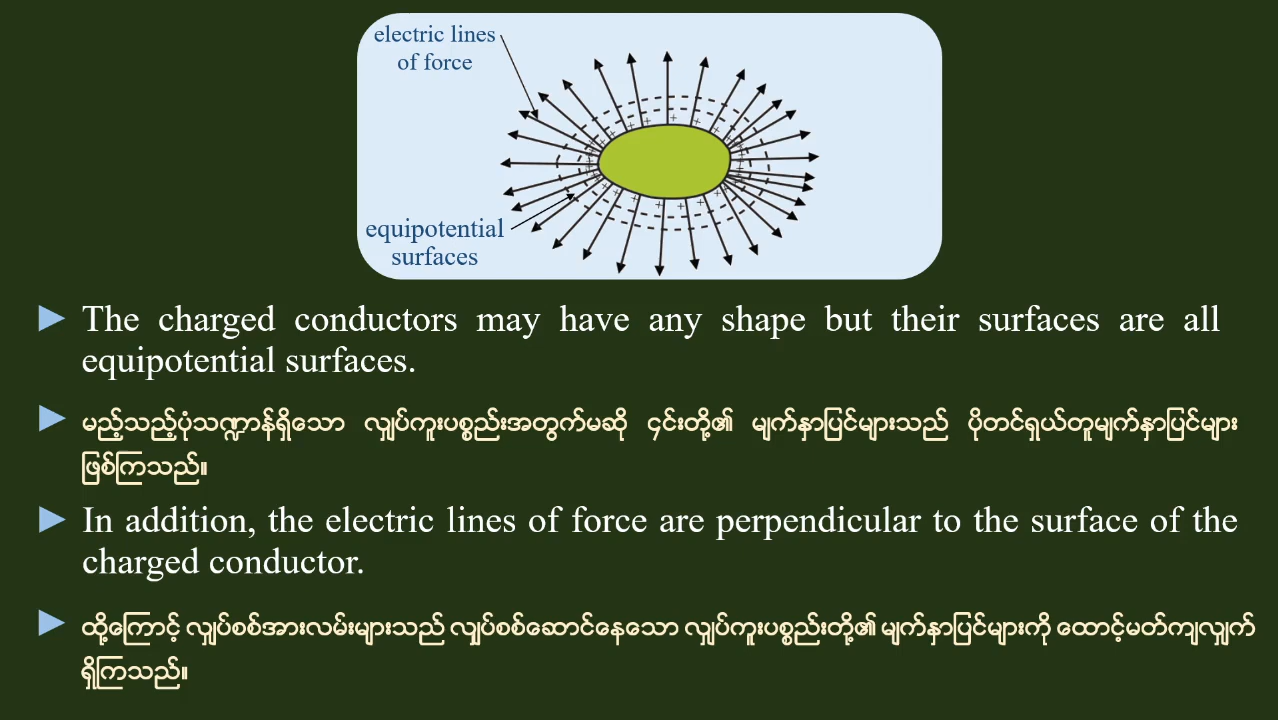 electric lines
of force
equipotential
surfaces
The charged conductors may have any shape but their surfaces are all
equipotential surfaces.
မည့်သည့်ပုံသဏ္ဍာန်ရှိသော လျှပ်ကူးပစ္စည်းအတွက်မဆို ၎င်းတို့၏ မျက်နှာပြင်များသည် ပိုတင်ရှယ်တူမျက်နှာပြင်များ
ဖြစ်ကြသည်။
In addition, the electric lines of force are perpendicular to the surface of the
charged conductor.
ထို့ကြောင့် လျှပ်စစ်အားလမ်းများသည် လျှပ်စစ်ဆောင်နေသော လျှပ်ကူးပစ္စည်းတို့၏ မျက်နှာပြင်များကို ထောင့်မတ်ကျလျှက်
ရှိကြသည်။